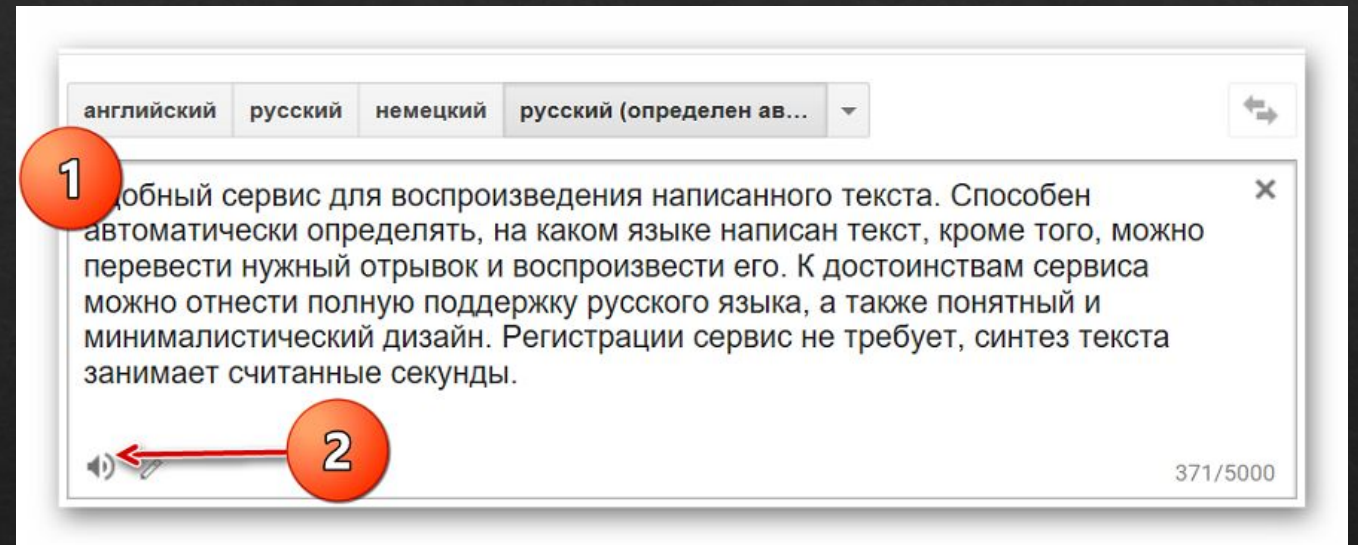 английский русский немецкий русский (определен ав...
1
добный сервис для воспроизведения написанного текста. Способен
автоматически определять, на каком языке написан текст, кроме того, можно
перевести нужный отрывок и воспроизвести его. К достоинствам сервиса
можно отнести полную поддержку русского языка, а также понятный и
минималистический дизайн. Регистрации сервис не требует, синтез текста
занимает считанные секунды.
2
371/5000